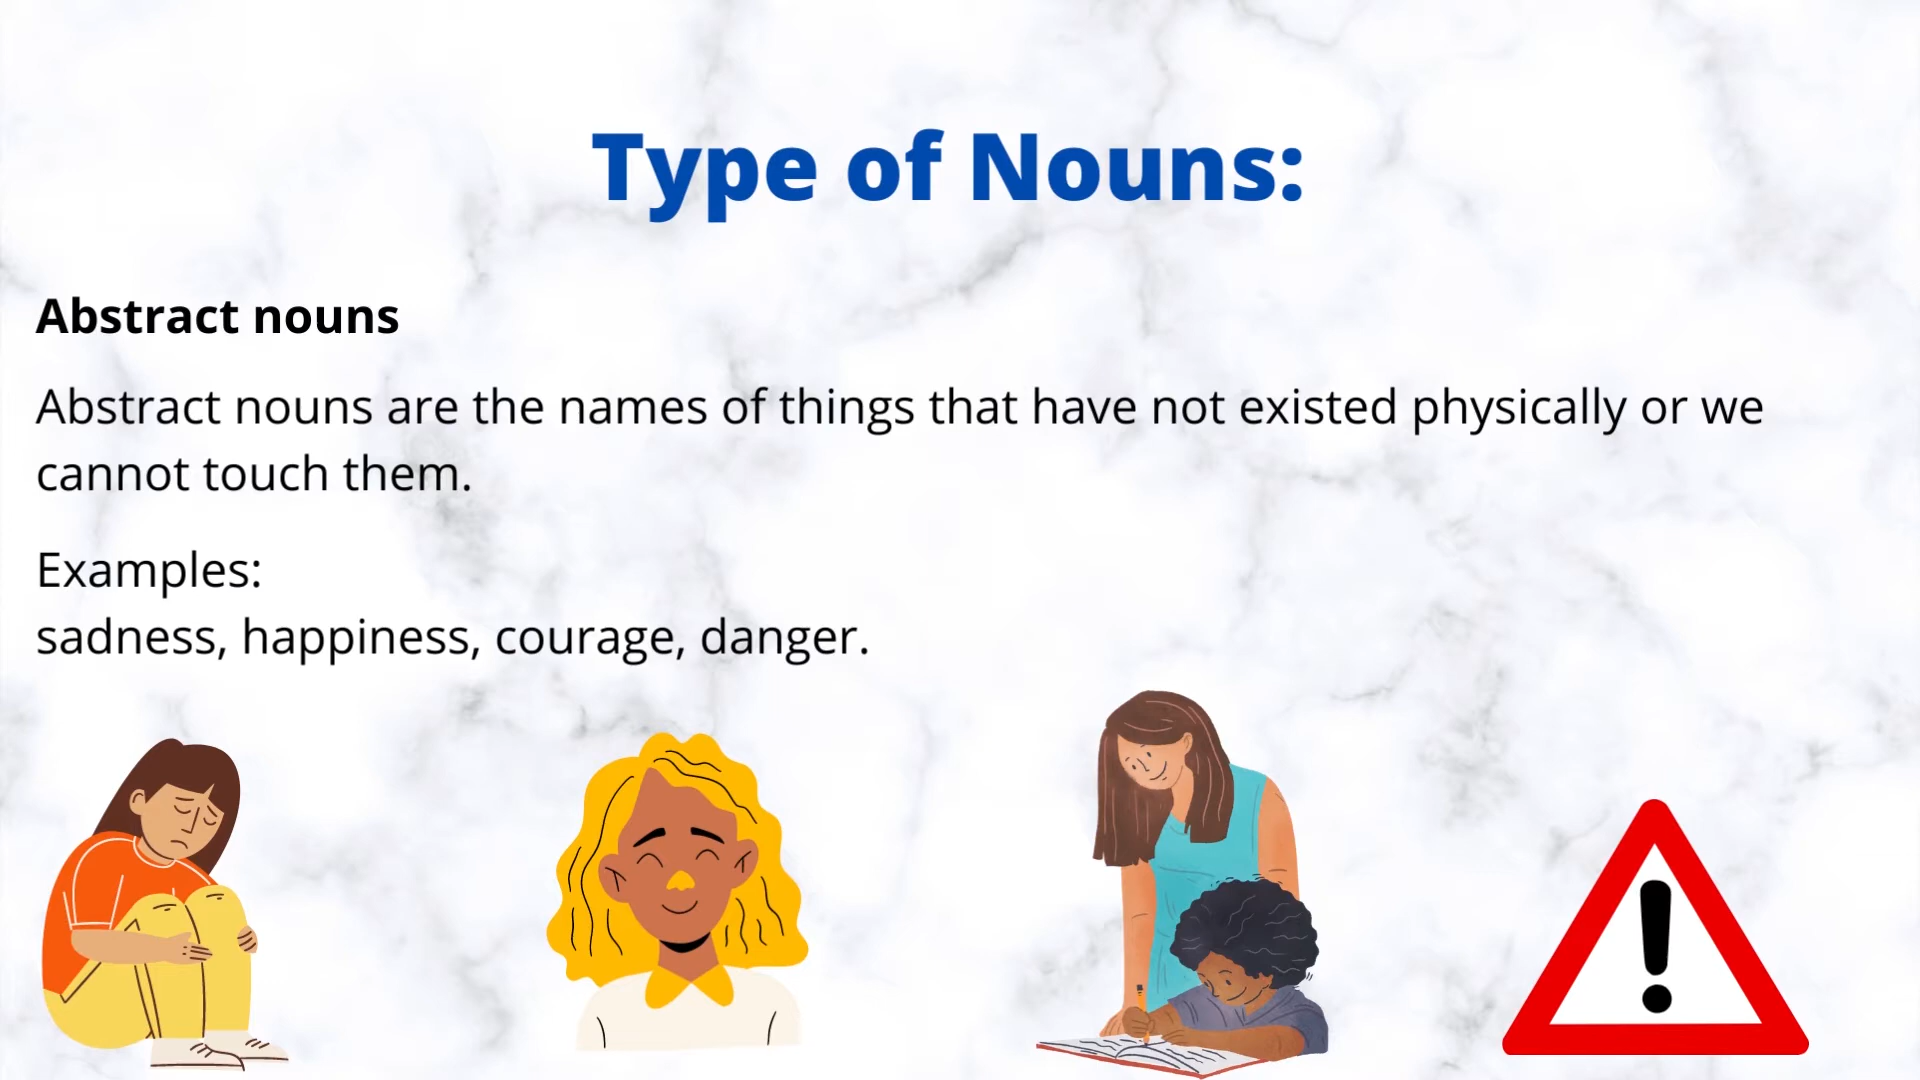 Type of Nouns:
Abstract nouns
Abstract nouns are the names of things that have not existed physically or we
cannot touch them.
Examples:
sadness, happiness, courage, danger.